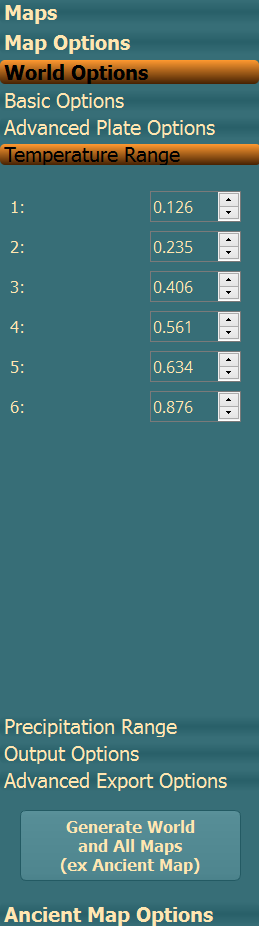 Maps
Map Options
World Options
Basic Options
Advanced Plate Options
Temperature Range
1: 0.126
2: 0.235
3: 0.406
4: 0.561
5: 0.634
6: 0.876
Precipitation Range
Output Options
Advanced Export Options
Generate World
and All Maps
(ex Ancient Map)
Ancient Map Options